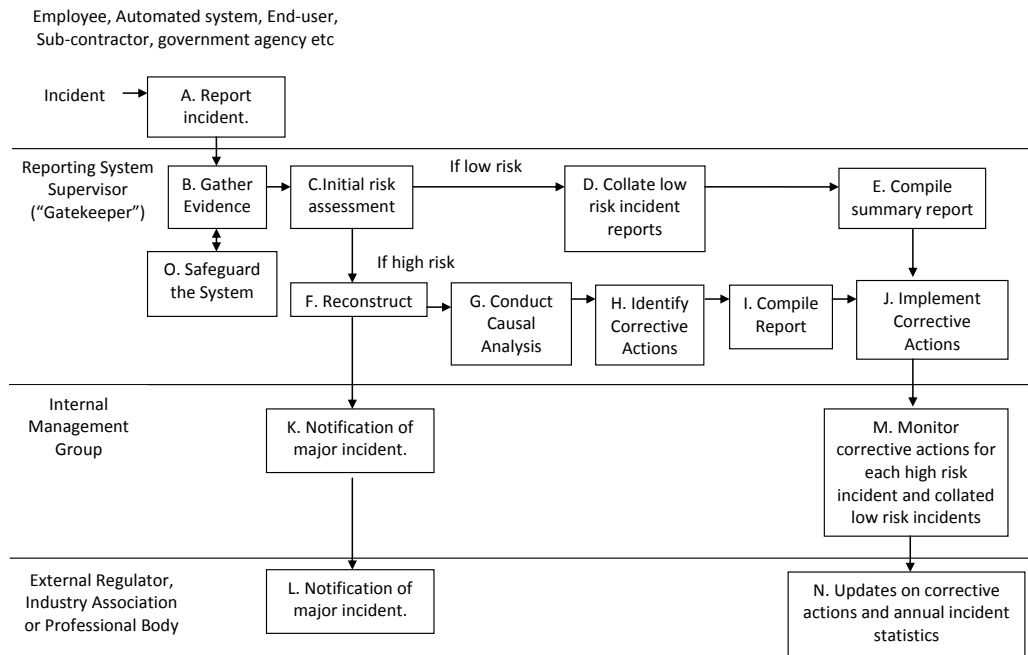 Employee, Automated system, End-user,
Sub-contractor, government agency etc
Incident
A. Report
incident.
Reporting System
Supervisor
("Gatekeeper")
B. Gather
Evidence
C.Initial risk
assessment
If low risk
D. Collate low
risk incident
reports
E. Compile
summary report
O. Safeguard
the System
If high risk
F. Reconstruct
G. Conduct
Causal
Analysis
H. Identify
Corrective
Actions
I. Compile
Report
J. Implement
Corrective
Actions
Internal
Management
Group
K. Notification of
major incident.
M. Monitor
corrective actions for
each high risk
incident and collated
low risk incidents
External Regulator,
Industry Association
or Professional Body
L. Notification of
major incident.
N. Updates on corrective
actions and annual incident
statistics